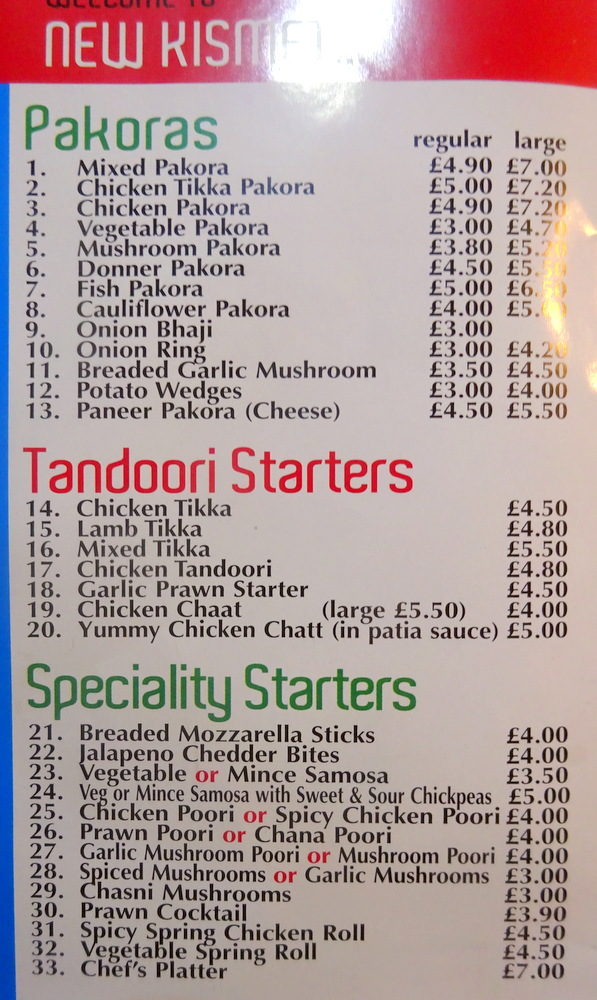 WELCOME TO
NEW
Pakoras
regular large
1. Mixed Pakora £4.90 £7.00
2. Chicken Tikka Pakora £5.00 £7.20
3. Chicken Pakora £4.90 £7.20
4. Vegetable Pakora £3.00 £4.70
5. Mushroom Pakora £3.80
6. Donner Pakora £4.50
7. Fish Pakora £5.00
8. Cauliflower Pakora £4.00
9. Onion Bhaji £3.00
10. Onion Ring £3.00 £4.20
11. Breaded Garlic Mushroom £3.50 £4.50
12. Potato Wedges £3.00 £4.00
13. Paneer Pakora (Cheese) £4.50 £5.50
Tandoori Starters
14. Chicken Tikka £4.50
15. Lamb Tikka £4.80
16. Mixed Tikka £5.50
17. Chicken Tandoori £4.80
18. Garlic Prawn Starter £4.50
19. Chicken Chaat (large £5.50) £4.00
20. Yummy Chicken Chatt (in patia sauce) £5.00
Speciality Starters
21. Breaded Mozzarella Sticks £4.00
22. Jalapeno Chedder Bites £4.00
23. Vegetable or Mince Samosa £3.50
24. Veg or Mince Samosa with Sweet & Sour Chickpeas £5.00
25. Chicken Poori or Spicy Chicken Poori £4.00
26. Prawn Poori or Chana Poori £4.00
27. Garlic Mushroom Poori or Mushroom Poori £4.00
28. Spiced Mushrooms or Garlic Mushrooms £3.00
29. Chasni Mushrooms £3.00
30. Prawn Cocktail £3.90
31. Spicy Spring Chicken Roll £4.50
32. Vegetable Spring Roll £4.50
33. Chef's Platter £7.00